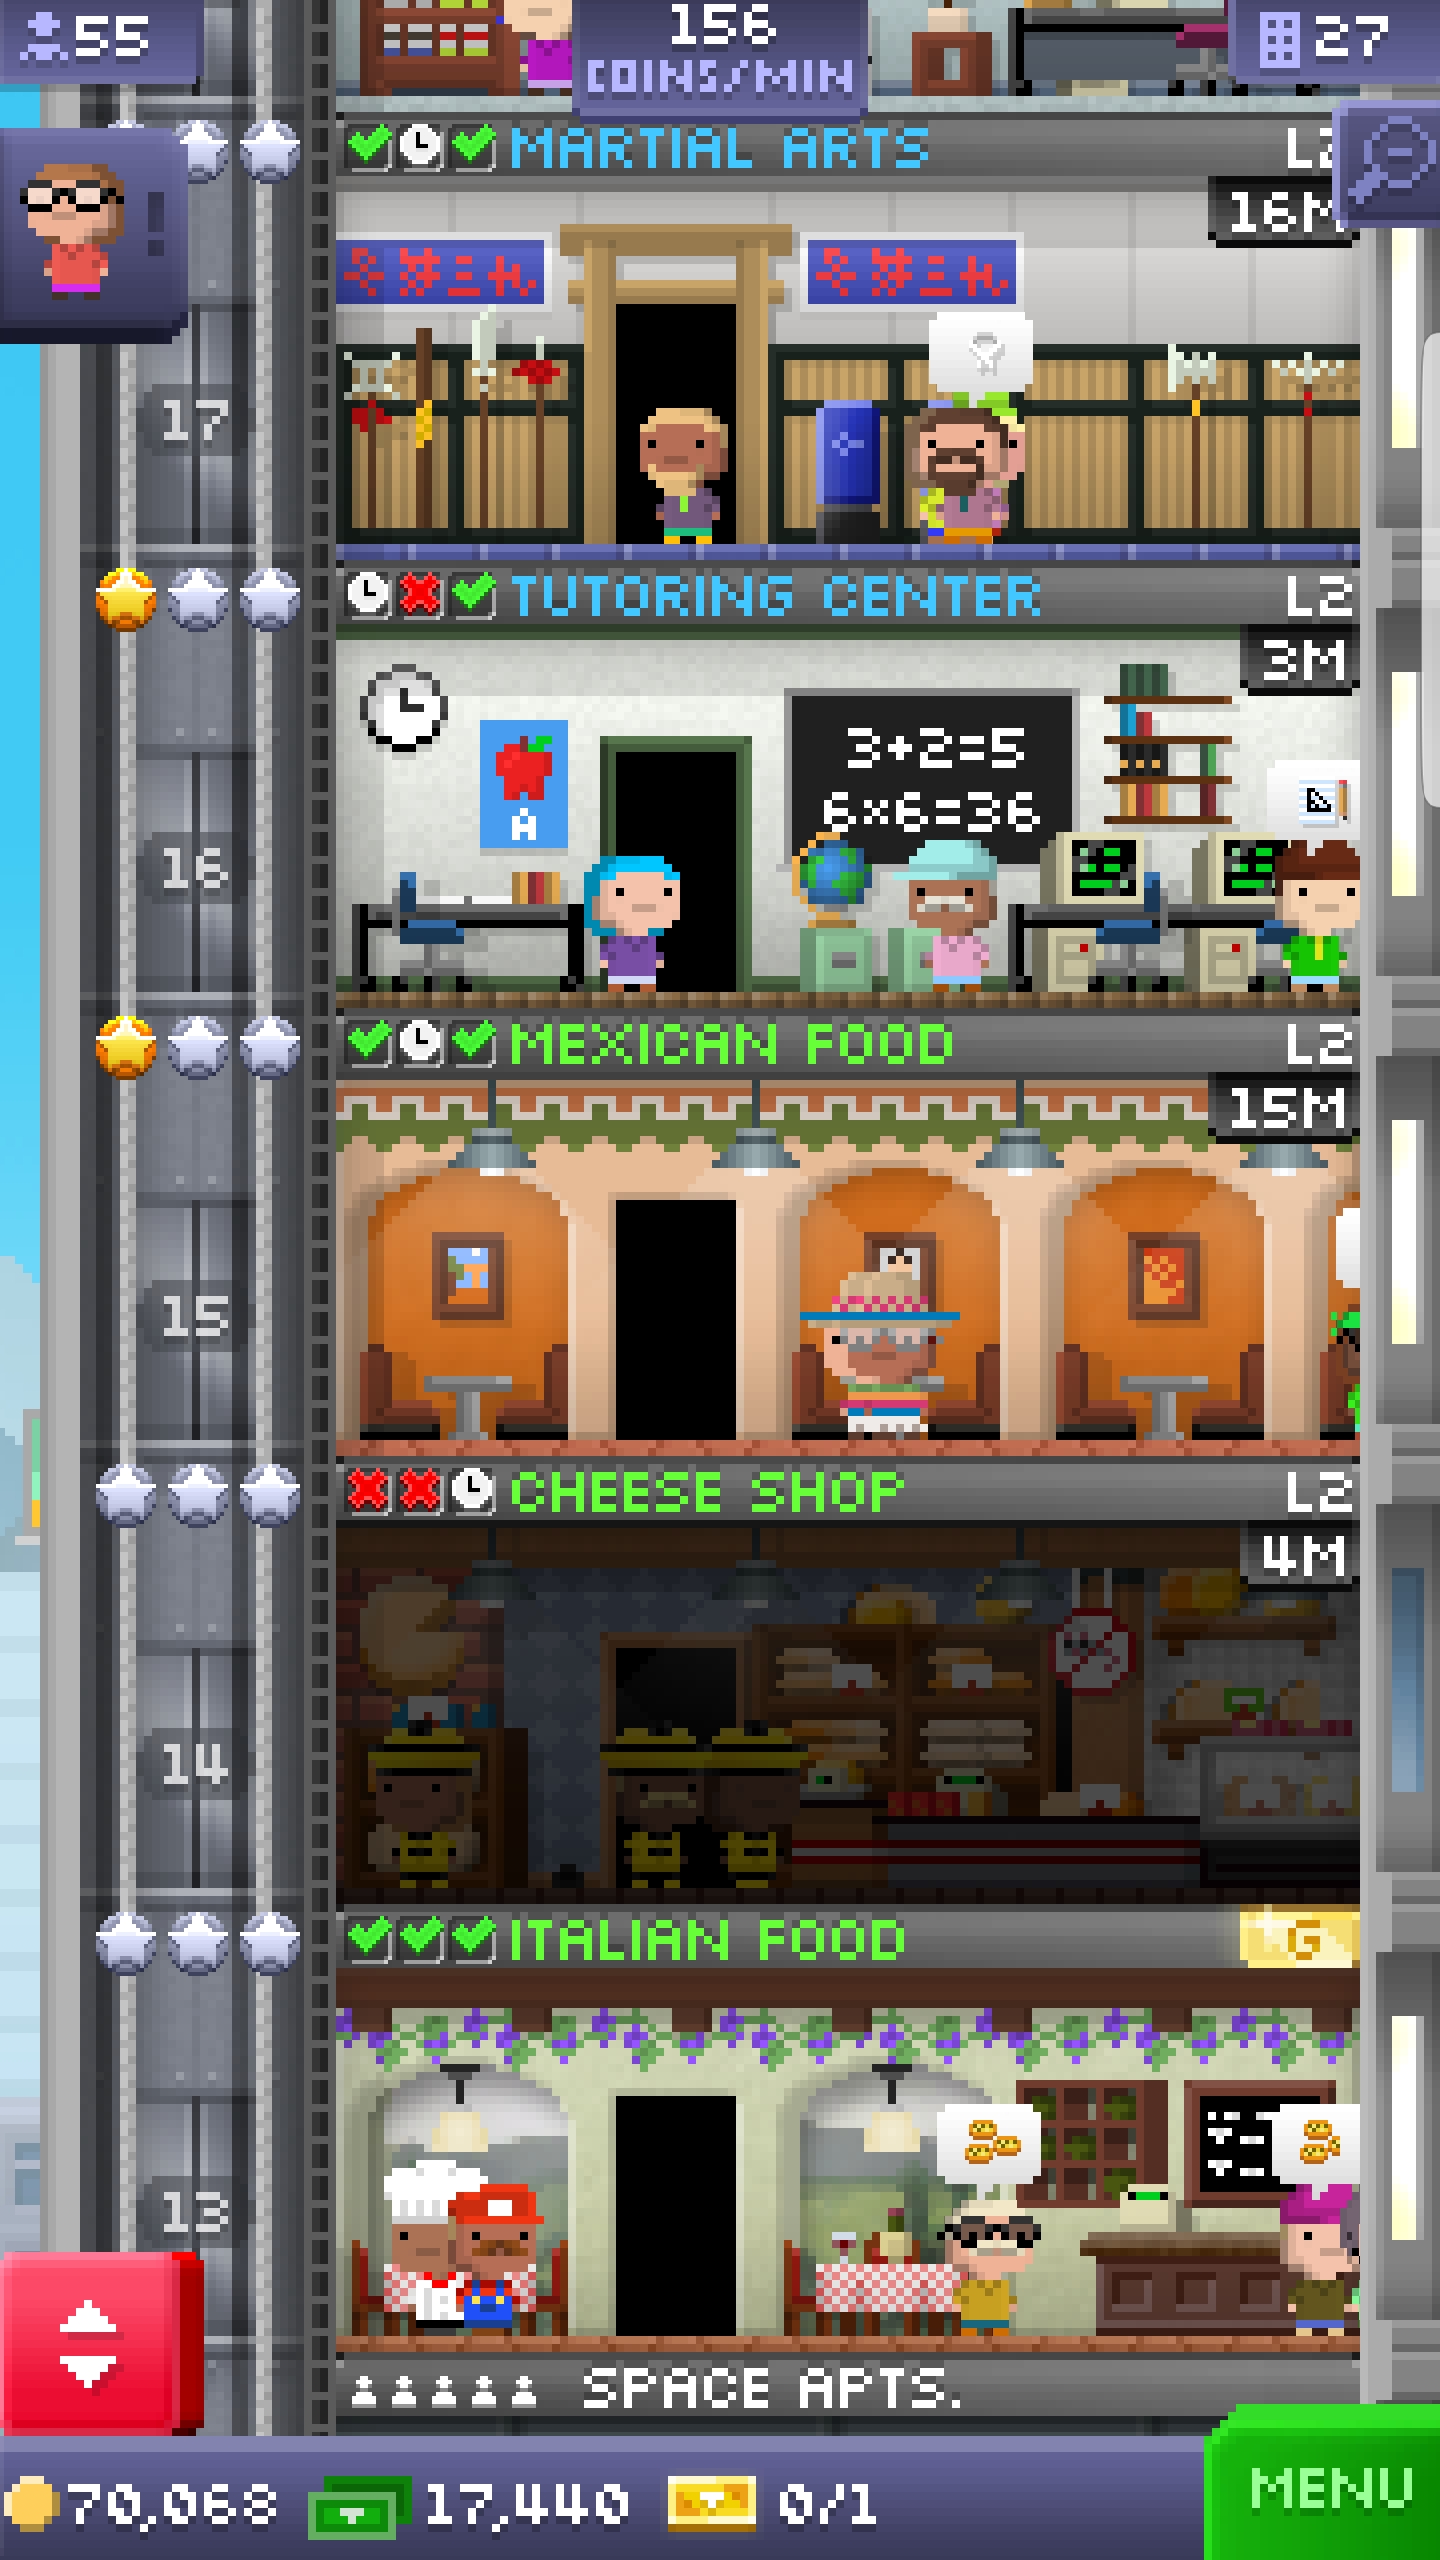 55
156
COINS/MIN
27
MARTIAL ARTS
16M
17
TUTORING CENTER L2
3M
3+2=5
6×6=36
A
16
MEXICAN FOOD L2
15M
15
CHEESE SHOP L2
4M
14
ITALIAN FOOD G
13
SPACE APTS.
70,068 17,440 0/1
MENU